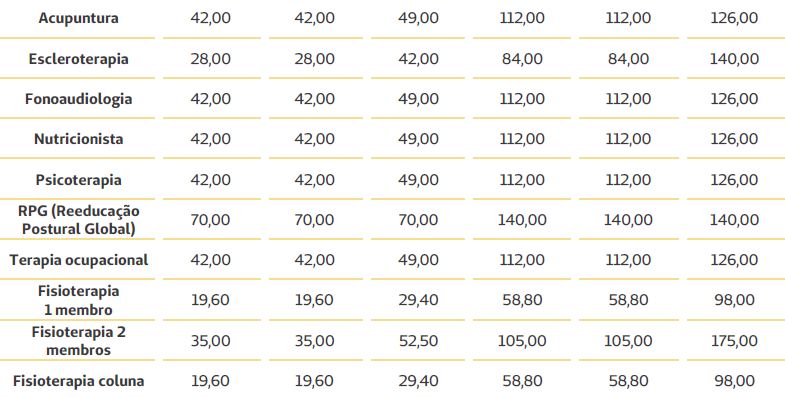 Acupuntura 42,00 42,00 49,00 112,00 112,00 126,00
Escleroterapia 28,00 28,00 42,00 84,00 84,00 140,00
Fonoaudiologia 42,00 42,00 49,00 112,00 112,00 126,00
Nutricionista 42,00 42,00 49,00 112,00 112,00 126,00
Psicoterapia 42,00 42,00 49,00 112,00 112,00 126,00
RPG (Reeducação
Postural Global) 70,00 70,00 70,00 140,00 140,00 140,00
Terapia ocupacional 42,00 42,00 49,00 112,00 112,00 126,00
Fisioterapia
1 membro 19,60 19,60 29,40 58,80 58,80 98,00
Fisioterapia 2
membros 35,00 35,00 52,50 105,00 105,00 175,00
Fisioterapia coluna 19,60 19,60 29,40 58,80 58,80 98,00